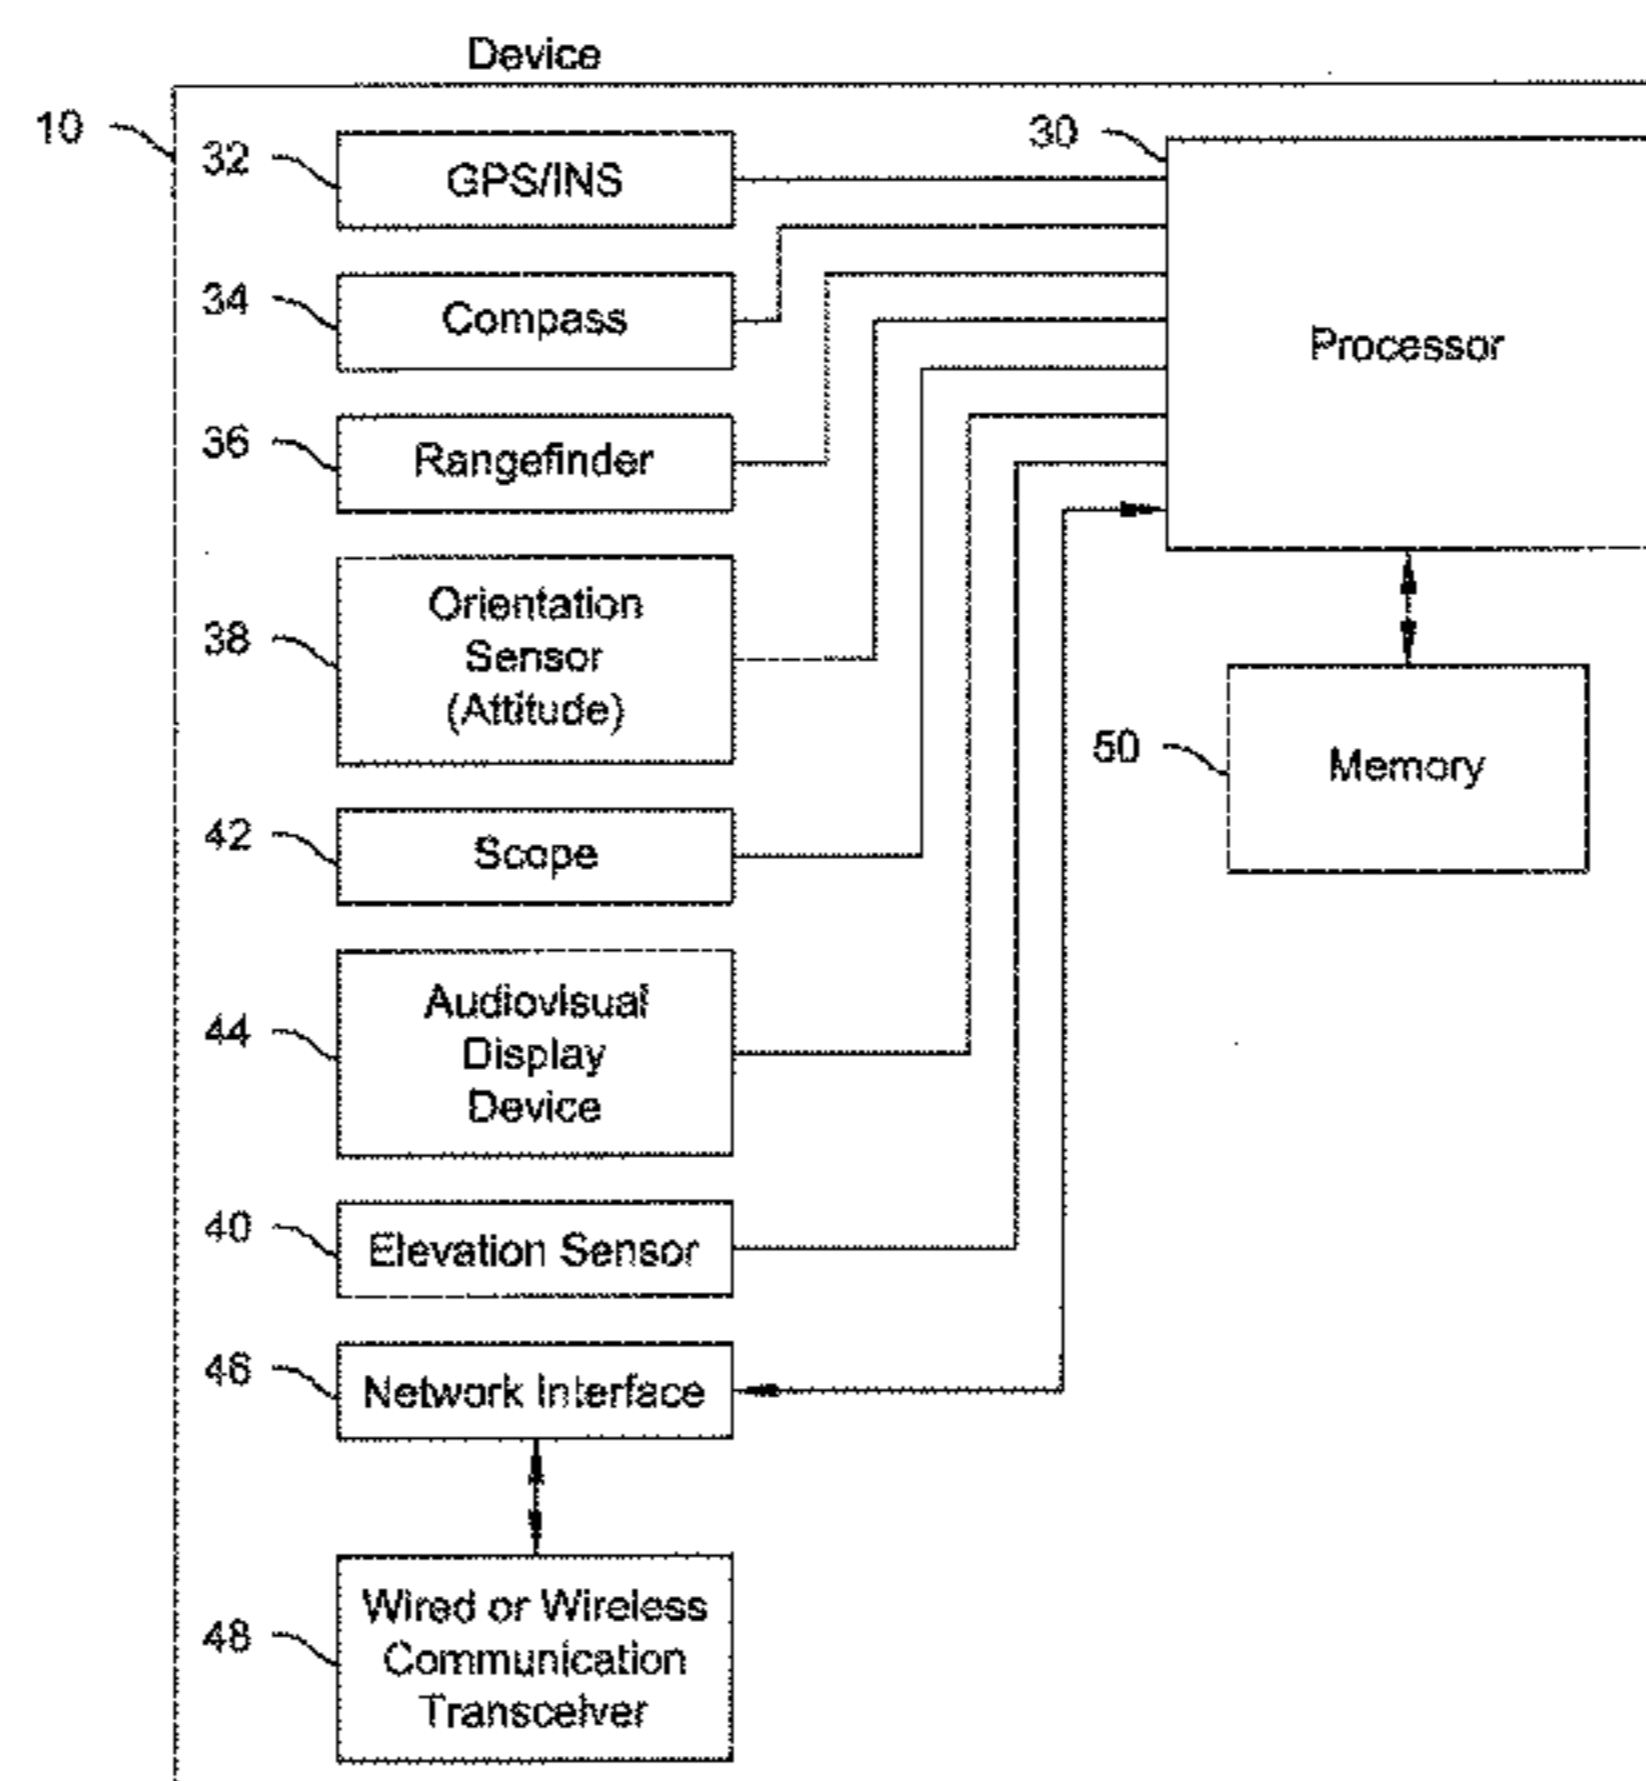 Device
10
32
GPS/INS
30
Processor
34
Compass
36
Rangefinder
38
Orientation
Sensor
(Attitude)
50
Memory
42
Scope
44
Audiovisual
Display
Device
40
Elevation Sensor
46
Network Interface
48
Wired or Wireless
Communication
Transceiver